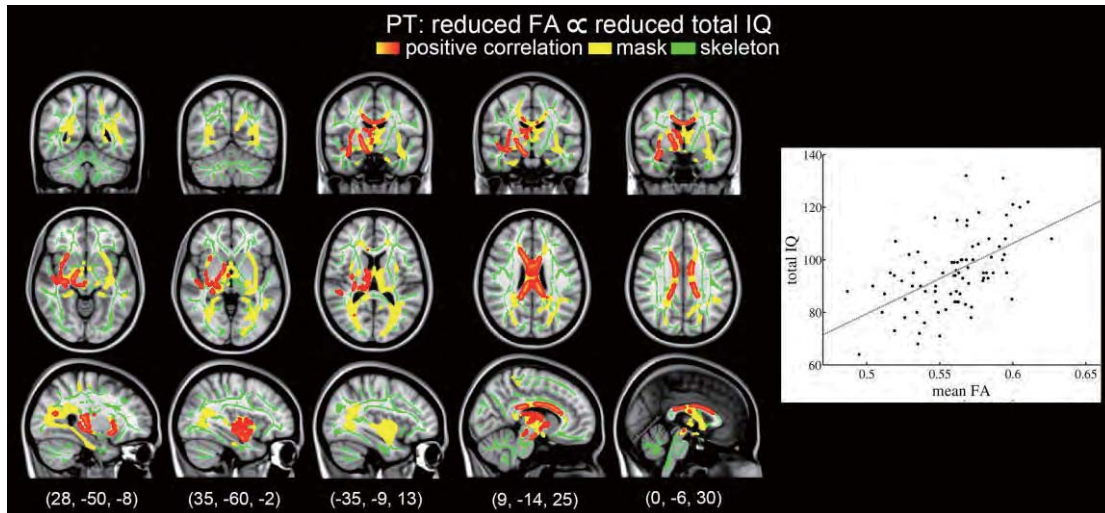 PT: reduced FA ∝ reduced total IQ
positive correlation mask skeleton
140
120
100
80
60
total IQ
0.5 0.55 0.6 0.65
mean FA
(28, -50, -8) (35, -60, -2) (-35, -9, 13) (9, -14, 25) (0, -6, 30)